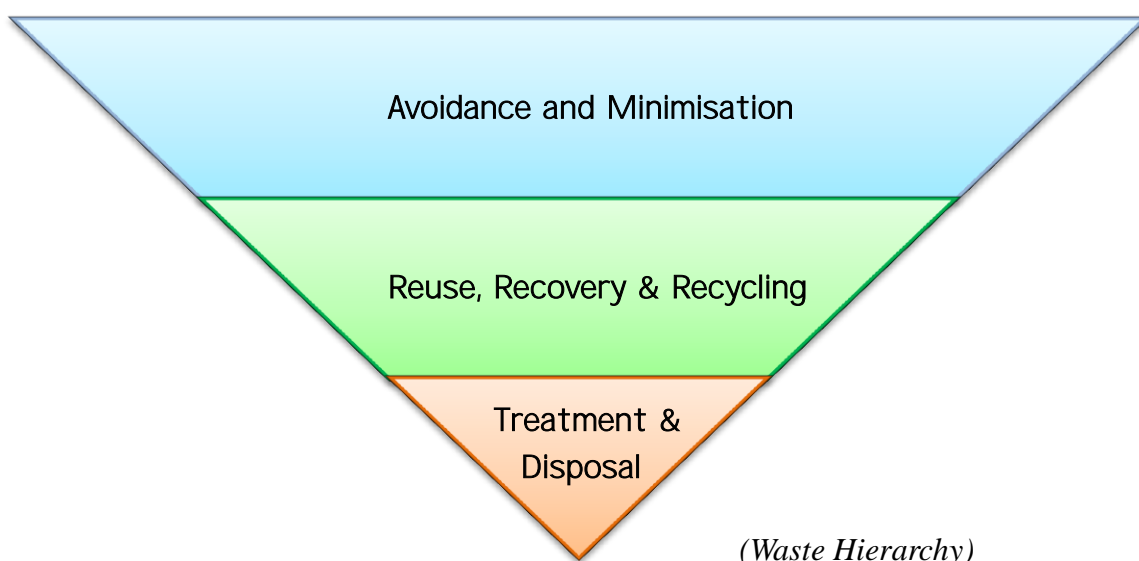 Avoidance and Minimisation
Reuse, Recovery & Recycling
Treatment &
Disposal
(Waste Hierarchy)